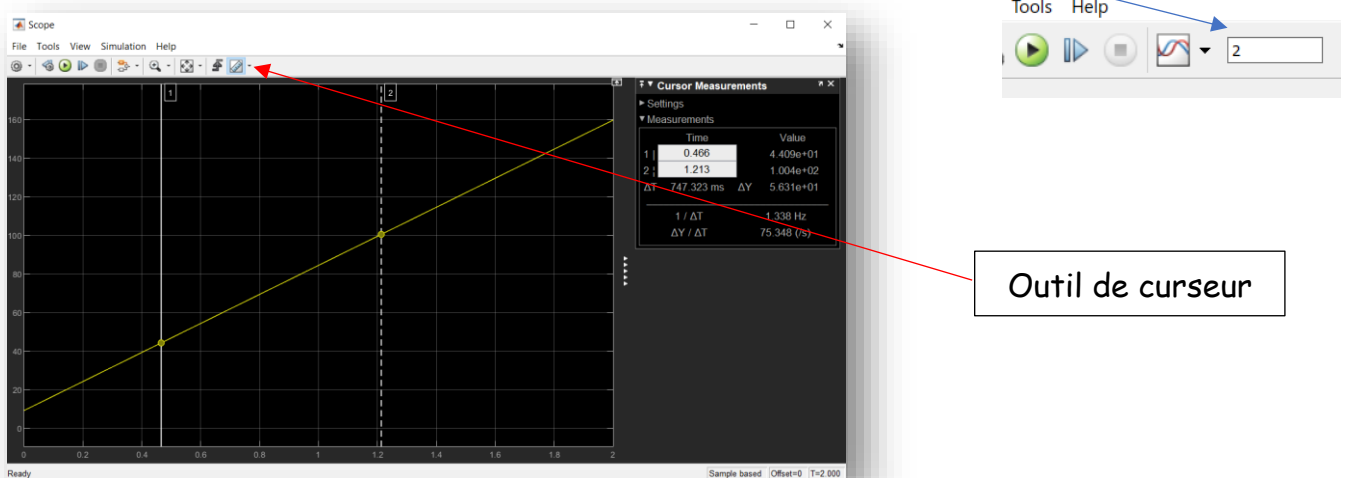 Scope
File Tools View Simulation Help
1
2
160
140
120
100
80
60
40
20
0
0 0.2 0.4 0.6 0.8 1 1.2 1.4 1.6 1.8 2
Ready
Sample based Offset=0 T=2.000
Cursor Measurements
Settings
Measurements
Time Value
1 | 0.466 4.409e+01
2 ¦ 1.213 1.004e+02
ΔT 747.323 ms ΔY 5.631e+01
1 / ΔT 1.338 Hz
ΔY / ΔT 75.348 (/s)
Tools Help
2
Outil de curseur